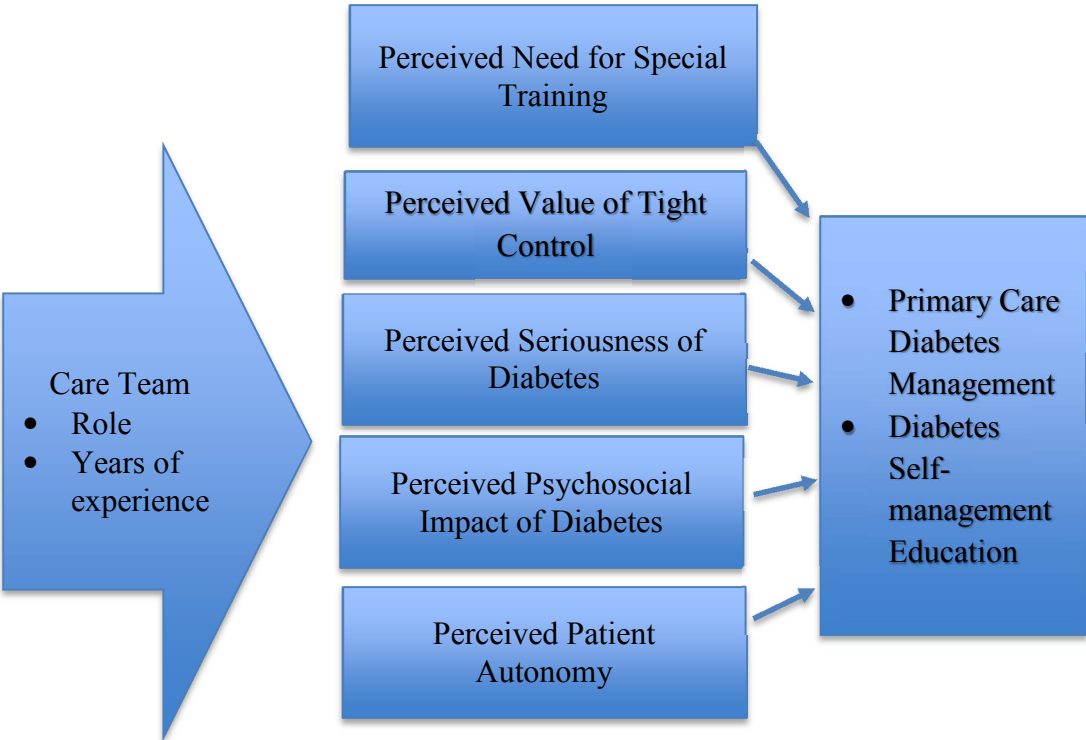 Care Team
• Role
• Years of
experience
Perceived Need for Special
Training
Perceived Value of Tight
Control
Perceived Seriousness of
Diabetes
Perceived Psychosocial
Impact of Diabetes
Perceived Patient
Autonomy
• Primary Care
Diabetes
Management
• Diabetes
Self-
management
Education